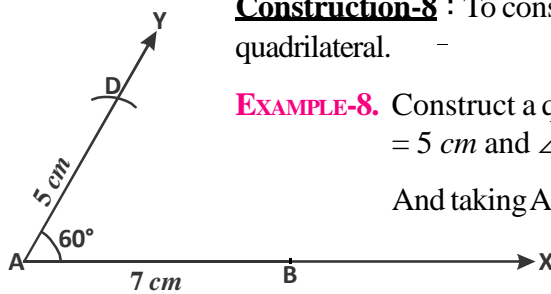 Construction-8 : To cons
quadrilateral.
EXAMPLE-8. Construct a q
= 5 cm and ∠
And taking A
Y
D
5 cm
60°
A
B
X
7 cm